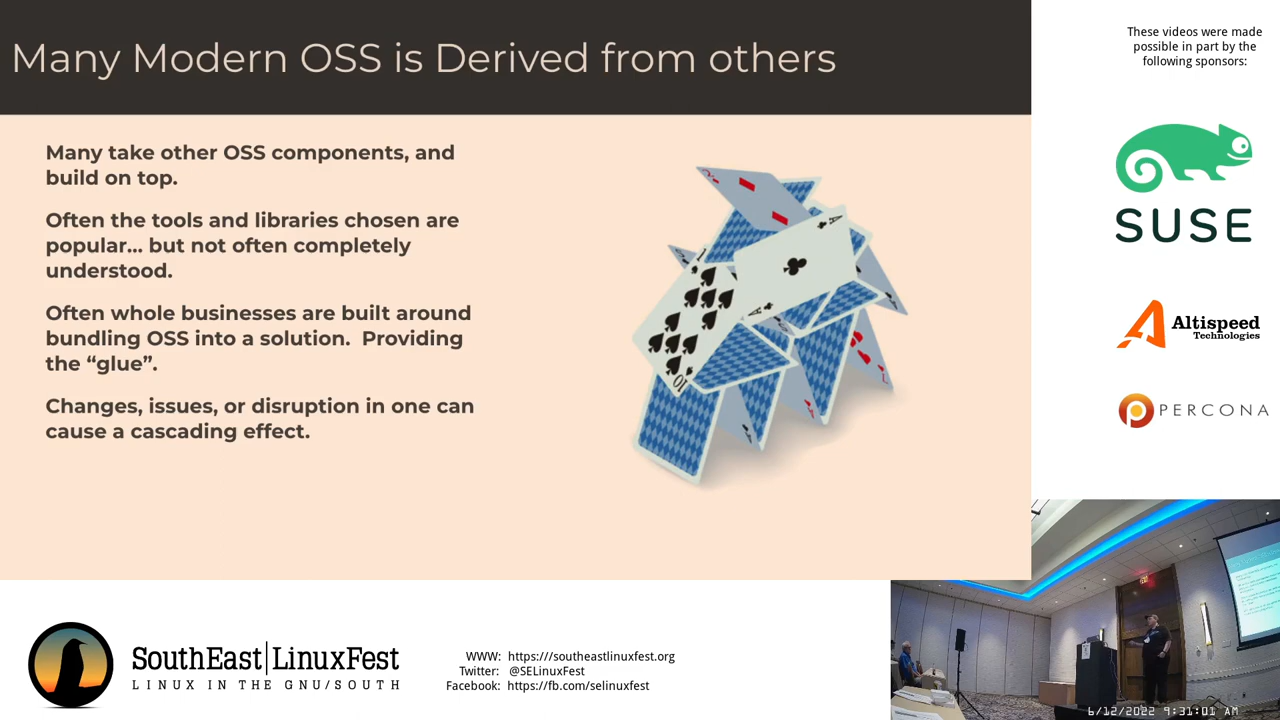 Many Modern OSS is Derived from others
Many take other OSS components, and
build on top.
Often the tools and libraries chosen are
popular... but not often completely
understood.
Often whole businesses are built around
bundling OSS into a solution.  Providing
the “glue”.
Changes, issues, or disruption in one can
cause a cascading effect.
2
A
A
10
These videos were made
possible in part by the
following sponsors:
SUSE
Altispeed
Technologies
PERCONA
SouthEast|LinuxFest
LINUX IN THE GNU/SOUTH
WWW: https:///southeastlinuxfest.org
Twitter: @SELinuxFest
Facebook: https://fb.com/selinuxfest
6/12/2022 9:31:01 AM